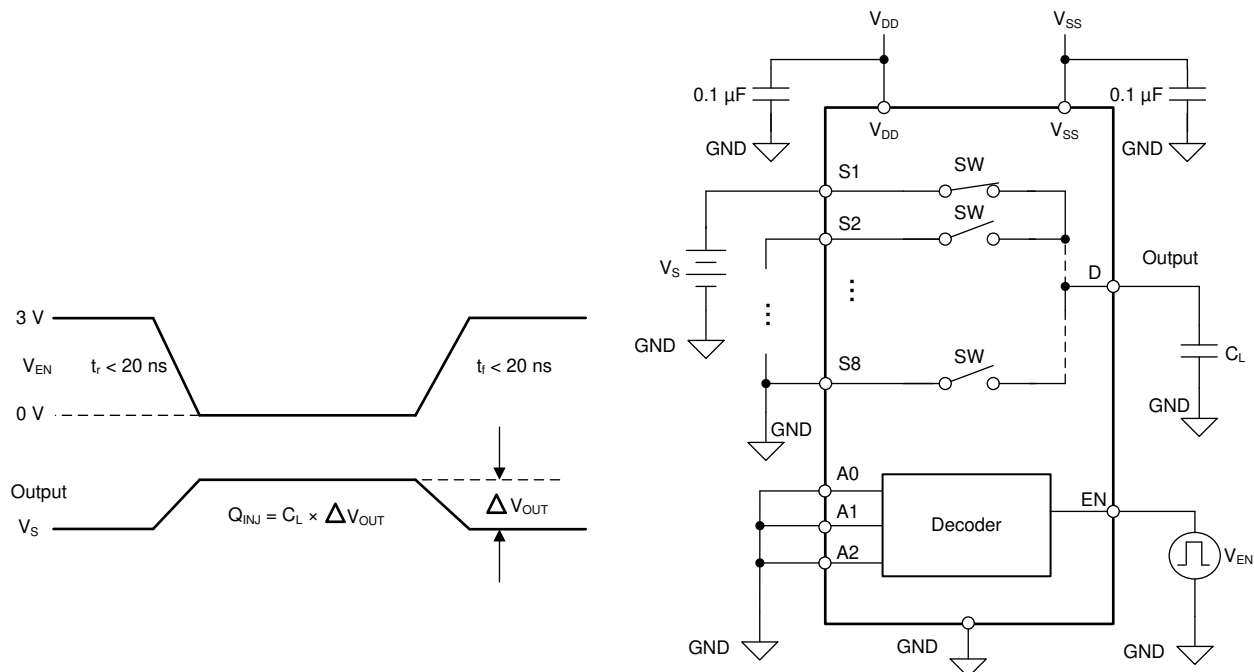 V_DD
V_SS
0.1 µF
0.1 µF
V_DD
V_SS
GND
GND
S1
SW
S2
SW
V_S
...
...
D
Output
GND
S8
SW
C_L
GND
GND
3 V
V_EN
t_r < 20 ns
t_f < 20 ns
0 V
Output
V_S
Q_INJ = C_L × Δ V_OUT
Δ V_OUT
A0
A1
A2
Decoder
EN
V_EN
GND
GND
GND